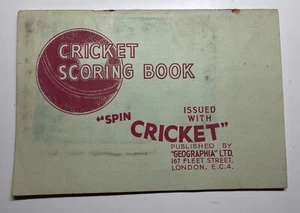 CRICKET
SCORING BOOK
ISSUED
WITH
"SPIN CRICKET"
PUBLISHED BY
"GEOGRAPHIA" LTD.
167 FLEET STREET,
LONDON, E.C.4.